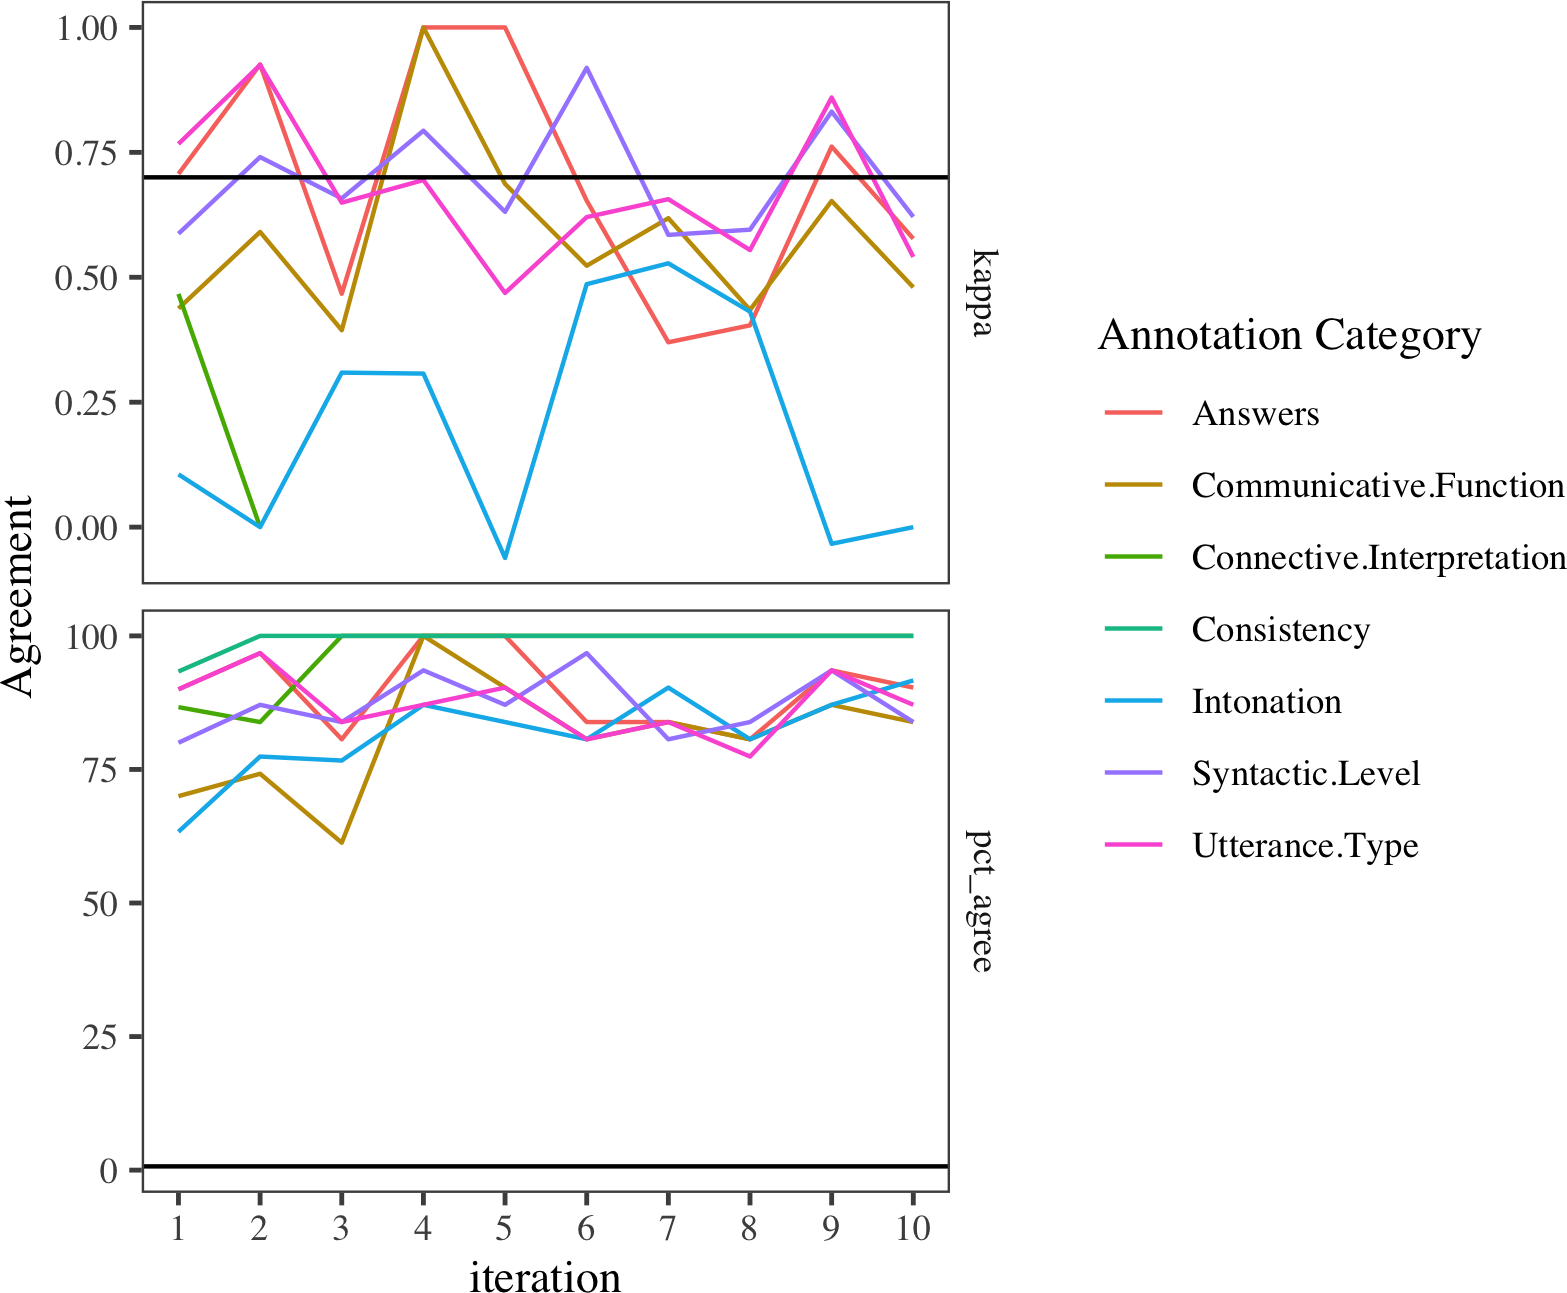 Agreement
1.00
0.75
0.50
0.25
0.00
kappa
100
75
50
25
0
pct_agree
1 2 3 4 5 6 7 8 9 10
iteration
Annotation Category
Answers
Communicative.Function
Connective.Interpretation
Consistency
Intonation
Syntactic.Level
Utterance.Type